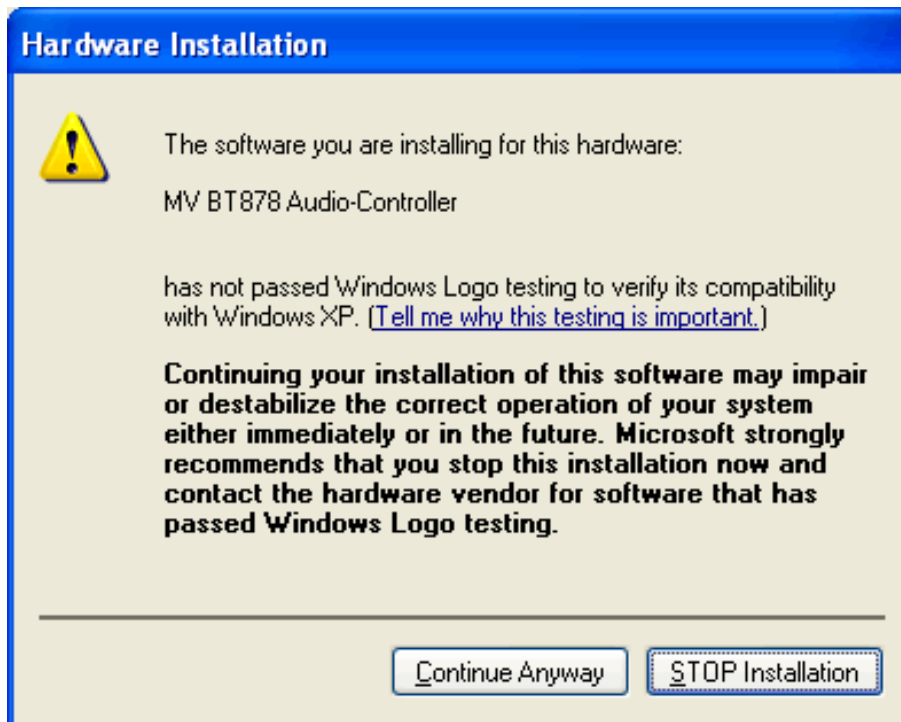 Hardware Installation
The software you are installing for this hardware:
MV BT878 Audio-Controller
has not passed Windows Logo testing to verify its compatibility
with Windows XP. (Tell me why this testing is important.)
Continuing your installation of this software may impair
or destabilize the correct operation of your system
either immediately or in the future. Microsoft strongly
recommends that you stop this installation now and
contact the hardware vendor for software that has
passed Windows Logo testing.
Continue Anyway STOP Installation